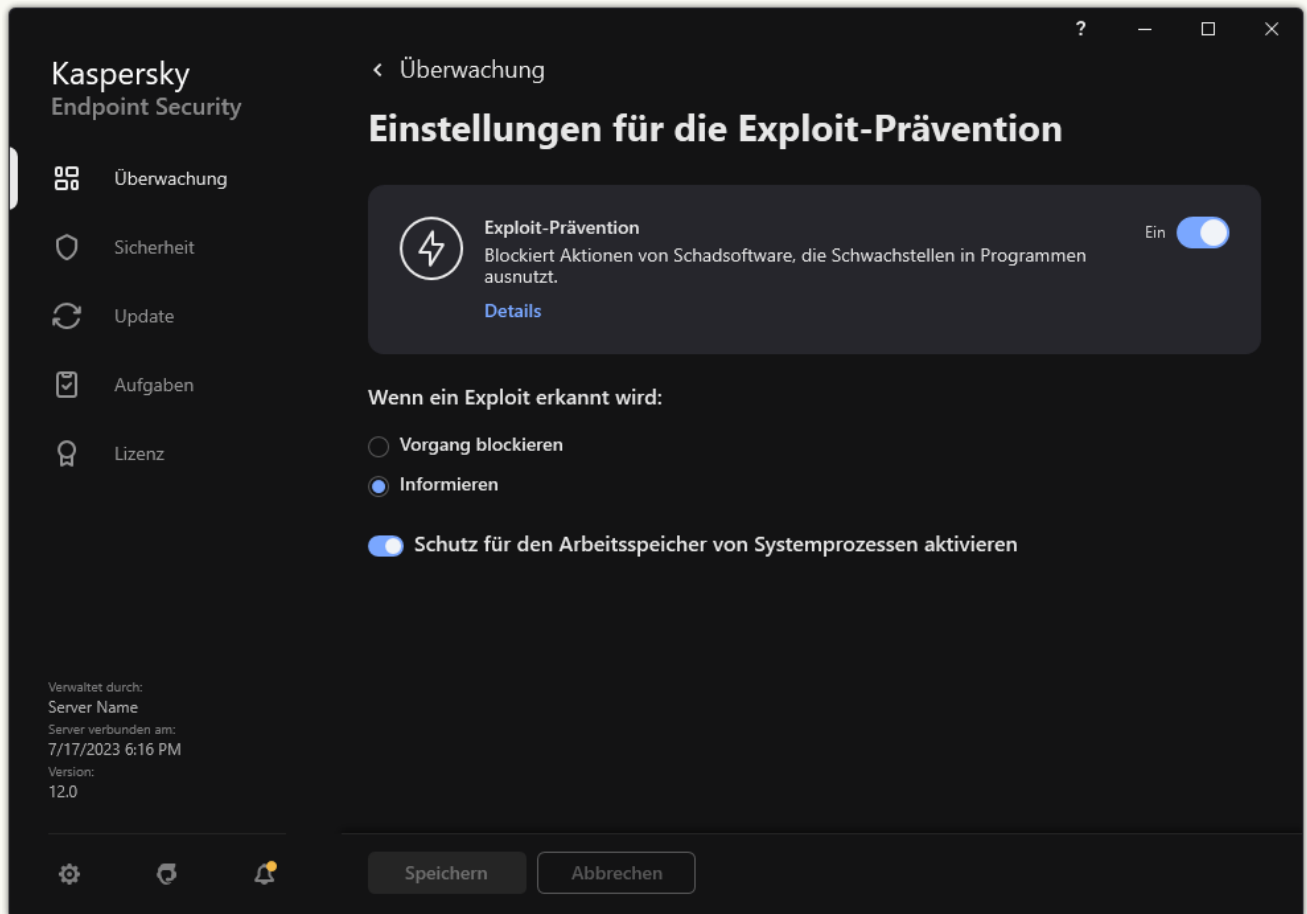 ?
Kaspersky
Endpoint Security
Überwachung
Sicherheit
Update
Aufgaben
Lizenz
Verwaltet durch:
Server Name
Server verbunden am:
7/17/2023 6:16 PM
Version:
12.0
Überwachung
Einstellungen für die Exploit-Prävention
Exploit-Prävention
Ein
Blockiert Aktionen von Schadsoftware, die Schwachstellen in Programmen
ausnutzt.
Details
Wenn ein Exploit erkannt wird:
Vorgang blockieren
Informieren
Schutz für den Arbeitsspeicher von Systemprozessen aktivieren
Speichern
Abbrechen